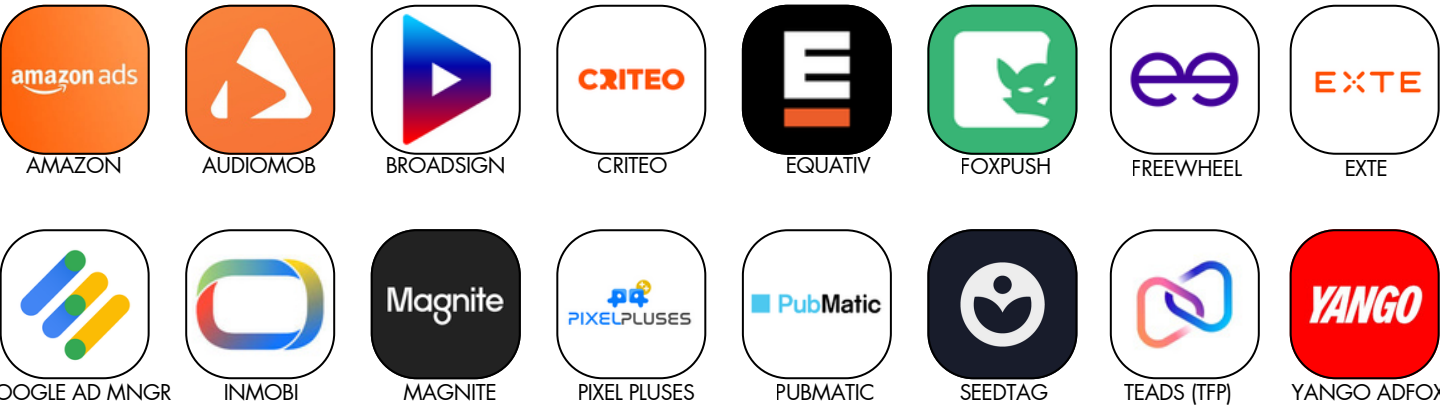 amazon ads
CRITEO
E
EXTE
AMAZON
AUDIOMOB
BROADSIGN
CRITEO
EQUATIV
FOXPUSH
FREEWHEEL
EXTE
Magnite
PIXELPLUSES
PubMatic
YANGO
OOGLE AD MNGR
INMOBI
MAGNITE
PIXEL PLUSES
PUBMATIC
SEEDTAG
TEADS (TFP)
YANGO ADFOX